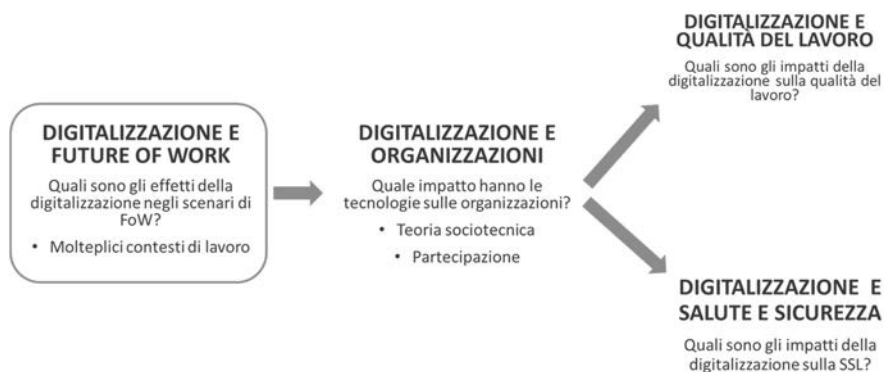 DIGITALIZZAZIONE E
FUTURE OF WORK
Quali sono gli effetti della
digitalizzazione negli scenari di
FoW?
• Molteplici contesti di lavoro
DIGITALIZZAZIONE E
ORGANIZZAZIONI
Quale impatto hanno le
tecnologie sulle organizzazioni?
• Teoria sociotecnica
• Partecipazione
DIGITALIZZAZIONE E
QUALITÀ DEL LAVORO
Quali sono gli impatti della
digitalizzazione sulla qualità del
lavoro?
DIGITALIZZAZIONE E
SALUTE E SICUREZZA
Quali sono gli impatti della
digitalizzazione sulla SSL?